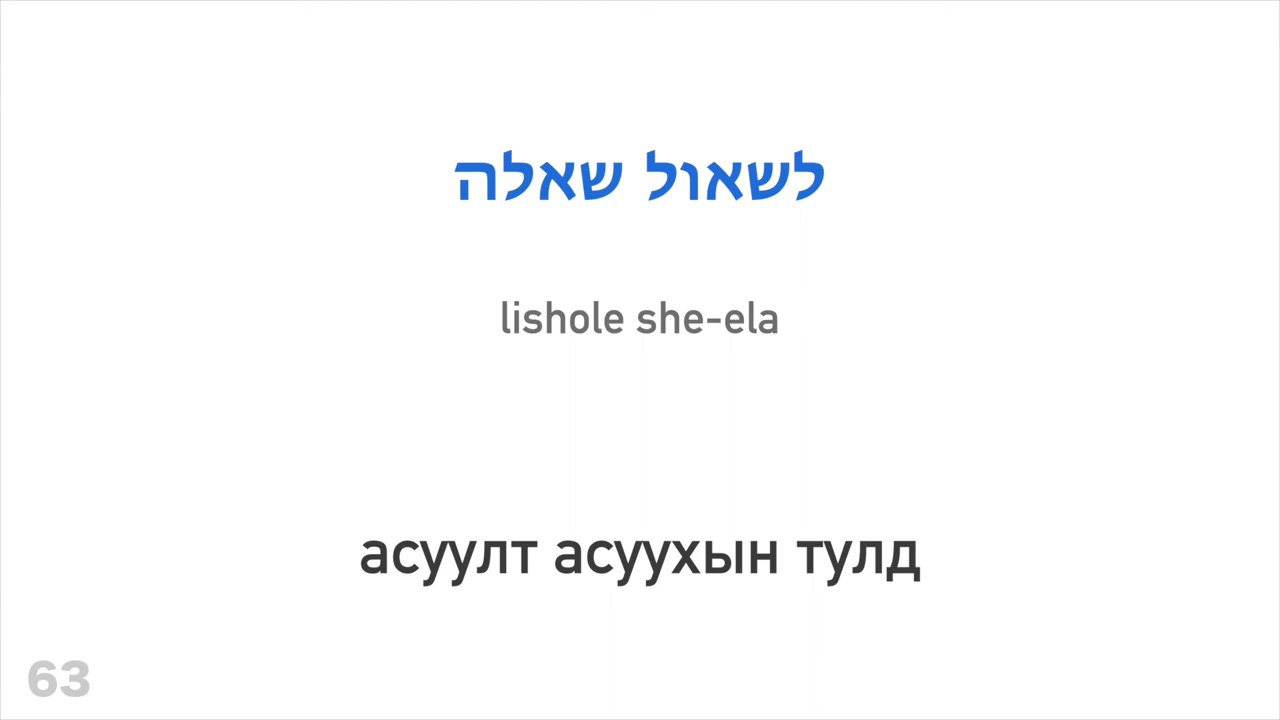 לשאול שאלה
lishole she-ela
асуулт асуухын тулд
63